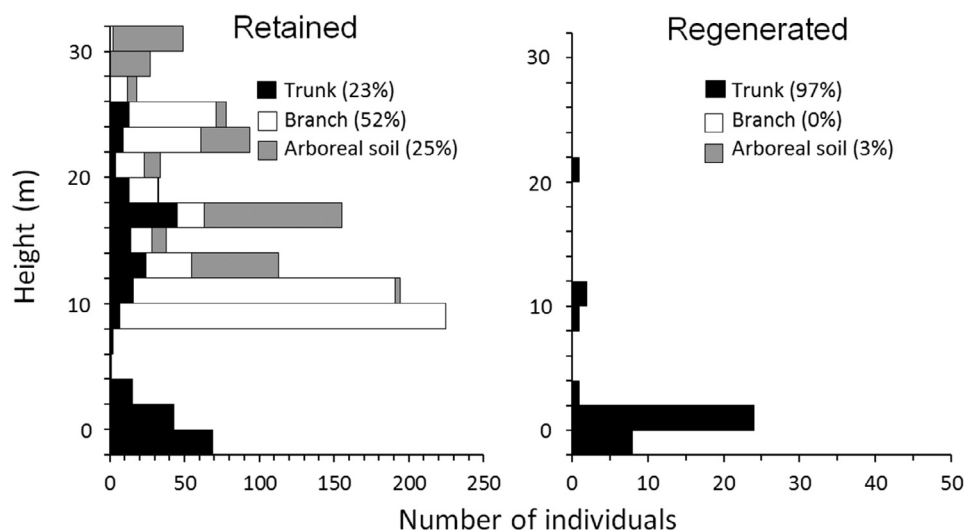 Retained
Trunk (23%)
Branch (52%)
Arboreal soil (25%)
Height (m)
30
20
10
0
0 50 100 150 200 250
Regenerated
Trunk (97%)
Branch (0%)
Arboreal soil (3%)
30
20
10
0
0 10 20 30 40 50
Number of individuals